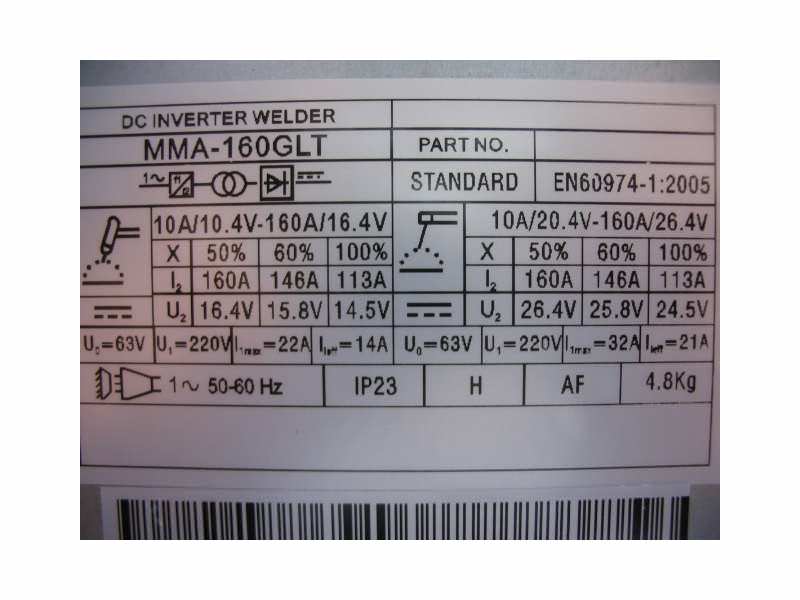 DC INVERTER WELDER
MMA-160GLT PART NO.
1~ STANDARD EN60974-1:2005
10A/10.4V-160A/16.4V 10A/20.4V-160A/26.4V
X 50% 60% 100% X 50% 60% 100%
I₂ 160A 146A 113A I₂ 160A 146A 113A
U₂ 16.4V 15.8V 14.5V U₂ 26.4V 25.8V 24.5V
U₀=63V U₁=220V I₁max=22A I₁eff=14A U₀=63V U₁=220V I₁max=32A I₁eff=21A
1~ 50-60 Hz IP23 H AF 4.8Kg